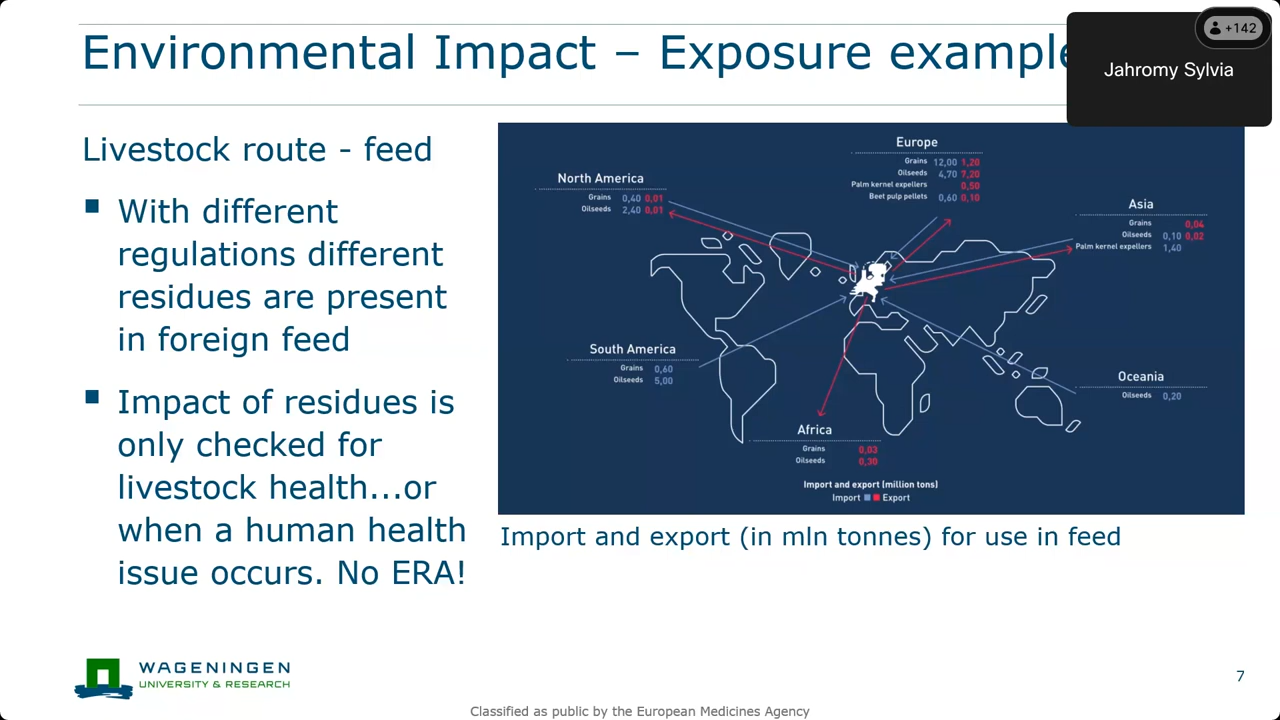 Environmental Impact – Exposure example
+142
Jahromy Sylvia
Livestock route - feed
With different
regulations different
residues are present
in foreign feed
Impact of residues is
only checked for
livestock health...or
when a human health
issue occurs. No ERA!
Europe
Grains 12,00 1,20
Oilseeds 4,70 7,20
Palm kernel expellers 0,50
Beet pulp pellets 0,60 0,10
North America
Grains 0,40 0,01
Oilseeds 2,40 0,01
Asia
Grains 0,04
Oilseeds 0,10 0,02
Palm kernel expellers 1,40
South America
Grains 0,60
Oilseeds 5,00
Oceania
Oilseeds 0,20
Africa
Grains 0,03
Oilseeds 0,30
Import and export (million tons)
Import Export
Import and export (in mln tonnes) for use in feed
WAGENINGEN
UNIVERSITY & RESEARCH
7
Classified as public by the European Medicines Agency